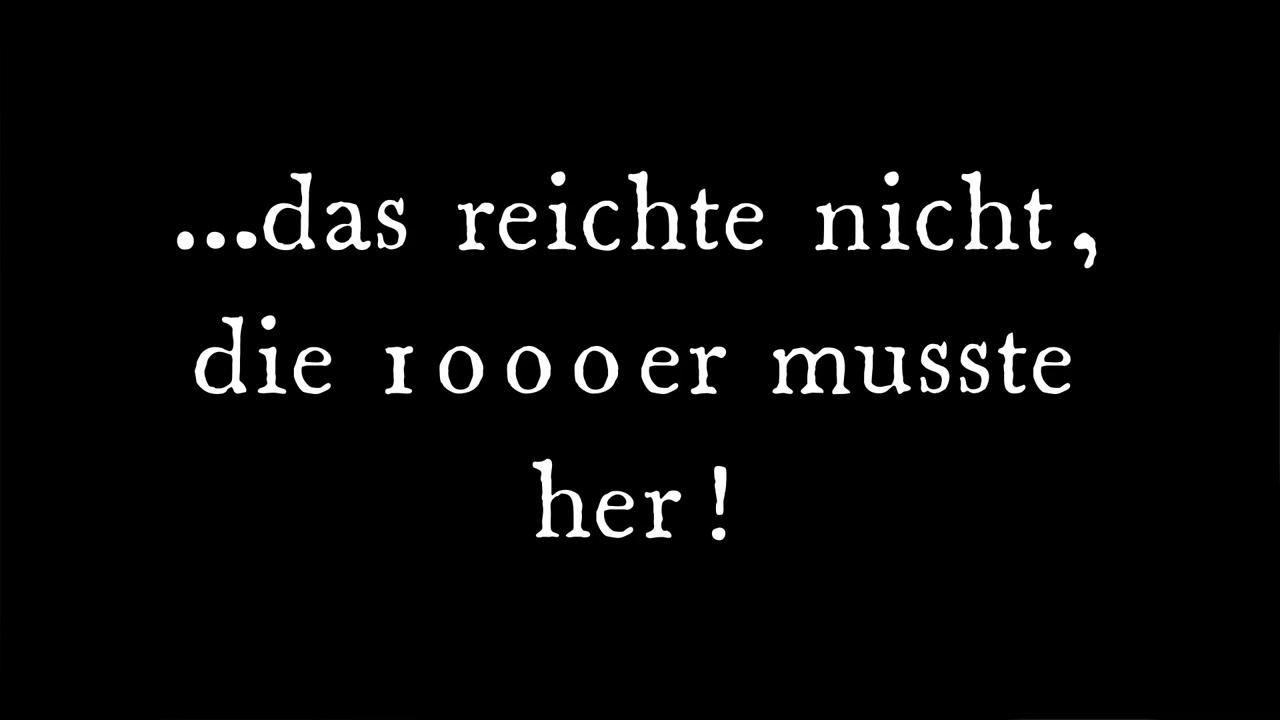 ...das reichte nicht,
die 1000er musste
her!